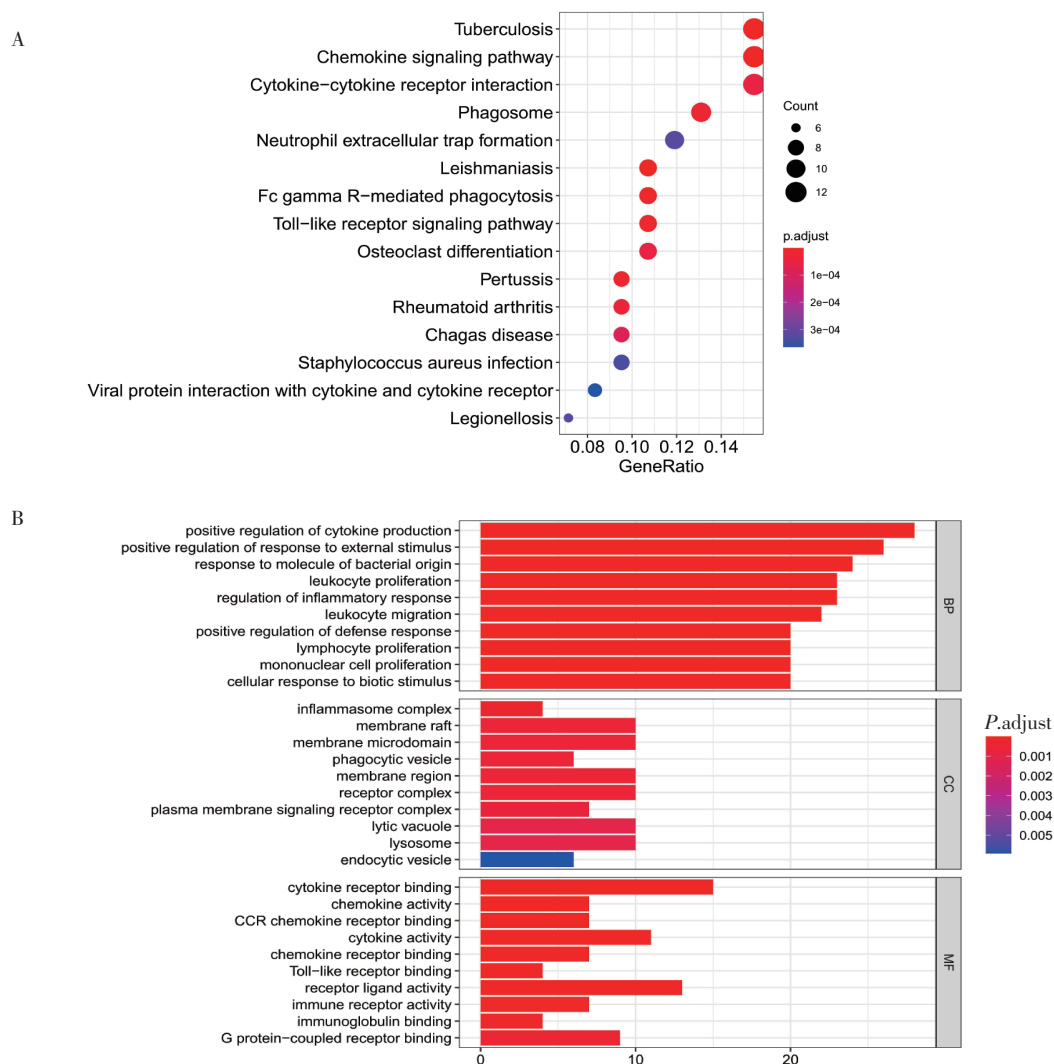 A
Tuberculosis
Chemokine signaling pathway
Cytokine−cytokine receptor interaction
Phagosome
Neutrophil extracellular trap formation
Leishmaniasis
Fc gamma R−mediated phagocytosis
Toll−like receptor signaling pathway
Osteoclast differentiation
Pertussis
Rheumatoid arthritis
Chagas disease
Staphylococcus aureus infection
Viral protein interaction with cytokine and cytokine receptor
Legionellosis
0.08 0.10 0.12 0.14
GeneRatio
Count
6
8
10
12
p.adjust
1e−04
2e−04
3e−04
B
positive regulation of cytokine production
positive regulation of response to external stimulus
response to molecule of bacterial origin
leukocyte proliferation
regulation of inflammatory response
leukocyte migration
positive regulation of defense response
lymphocyte proliferation
mononuclear cell proliferation
cellular response to biotic stimulus
BP
inflammasome complex
membrane raft
membrane microdomain
phagocytic vesicle
membrane region
receptor complex
plasma membrane signaling receptor complex
lytic vacuole
lysosome
endocytic vesicle
CC
cytokine receptor binding
chemokine activity
CCR chemokine receptor binding
cytokine activity
chemokine receptor binding
Toll−like receptor binding
receptor ligand activity
immune receptor activity
immunoglobulin binding
G protein−coupled receptor binding
MF
0 10 20
P.adjust
0.001
0.002
0.003
0.004
0.005